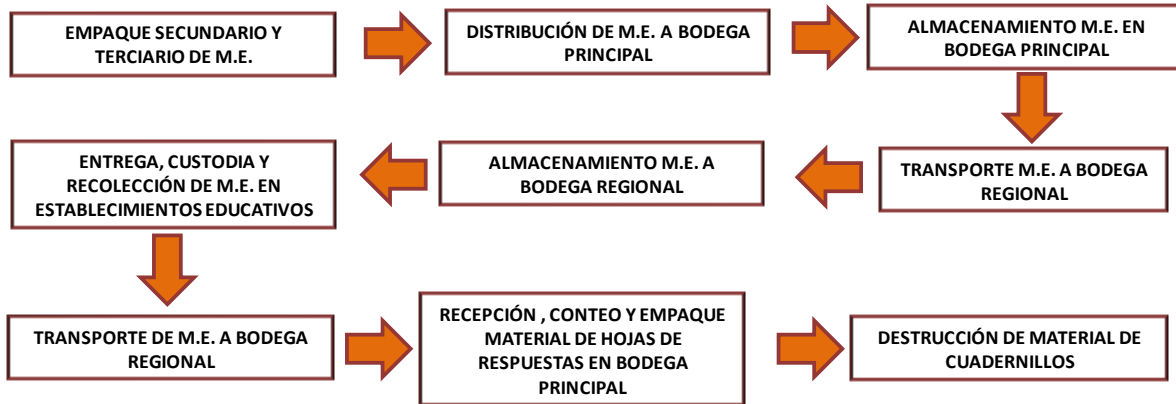 EMPAQUE SECUNDARIO Y
TERCIARIO DE M.E.
DISTRIBUCIÓN DE M.E. A BODEGA
PRINCIPAL
ALMACENAMIENTO M.E. EN
BODEGA PRINCIPAL
TRANSPORTE M.E. A BODEGA
REGIONAL
ALMACENAMIENTO M.E. A
BODEGA REGIONAL
ENTREGA, CUSTODIA Y
RECOLECCIÓN DE M.E. EN
ESTABLECIMIENTOS EDUCATIVOS
TRANSPORTE DE M.E. A BODEGA
REGIONAL
RECEPCIÓN , CONTEO Y EMPAQUE
MATERIAL DE HOJAS DE
RESPUESTAS EN BODEGA
PRINCIPAL
DESTRUCCIÓN DE MATERIAL DE
CUADERNILLOS